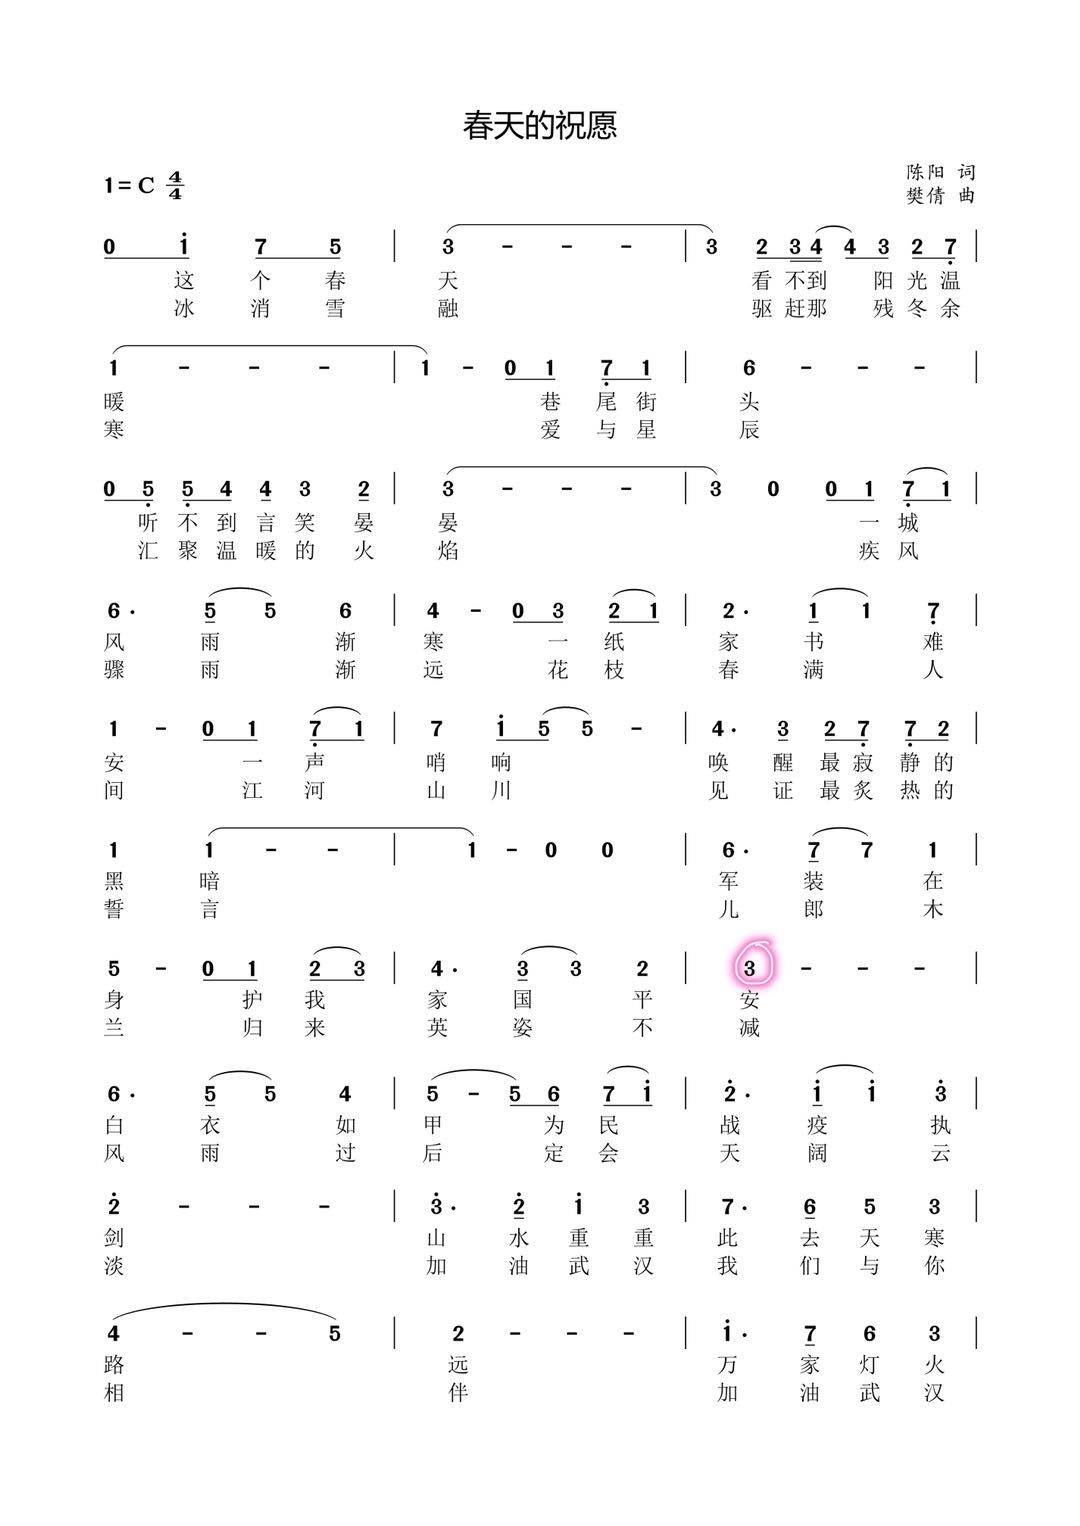 春天的祝愿
1=C 4/4
陈阳 词
樊倩 曲
0 1̇ 7 5 | 3 - - - | 3 2 3 4 4 3 2 7̣ |
这 个 春 天 看 不到 阳 光 温
冰 消 雪 融 驱 赶那 残 冬 余
1 - - - | 1 - 0 1 7̣ 1 | 6 - - - |
暖 巷 尾 街 头
寒 爱 与 星 辰
0 5̣ 5̣ 4 4 3 2 | 3 - - - | 3 0 0 1 7̣ 1 |
听 不 到 言 笑 晏 晏 一 城
汇 聚 温 暖 的 火 焰 疾 风
6· 5 5 6 | 4 - 0 3 2 1 | 2· 1 1 7̣ |
风 雨 渐 寒 一 纸 家 书 难
骤 雨 渐 远 花 枝 春 满 人
1 - 0 1 7̣ 1 | 7 1̇ 5 5 - | 4· 3 2 7̣ 7̣ 2 |
安 一 声 哨 响 唤 醒 最 寂 静 的
间 江 河 山 川 见 证 最 炙 热 的
1 1 - - | 1 - 0 0 | 6· 7 7 1 |
黑 暗 军 装 在
誓 言 儿 郎 木
5 - 0 1 2 3 | 4· 3 3 2 | 3 - - - |
身 护 我 家 国 平 安
兰 归 来 英 姿 不 减
6· 5 5 4 | 5 - 5 6 7 1̇ | 2̇· 1̇ 1̇ 3̇ |
白 衣 如 甲 为 民 战 疫 执
风 雨 过 后 定 会 天 阔 云
2̇ - - - | 3̇· 2̇ 1̇ 3 | 7· 6 5 3 |
剑 山 水 重 重 此 去 天 寒
淡 加 油 武 汉 我 们 与 你
4 - - 5 | 2 - - - | 1̇· 7 6 3 |
路 远 万 家 灯 火
相 伴 加 油 武 汉